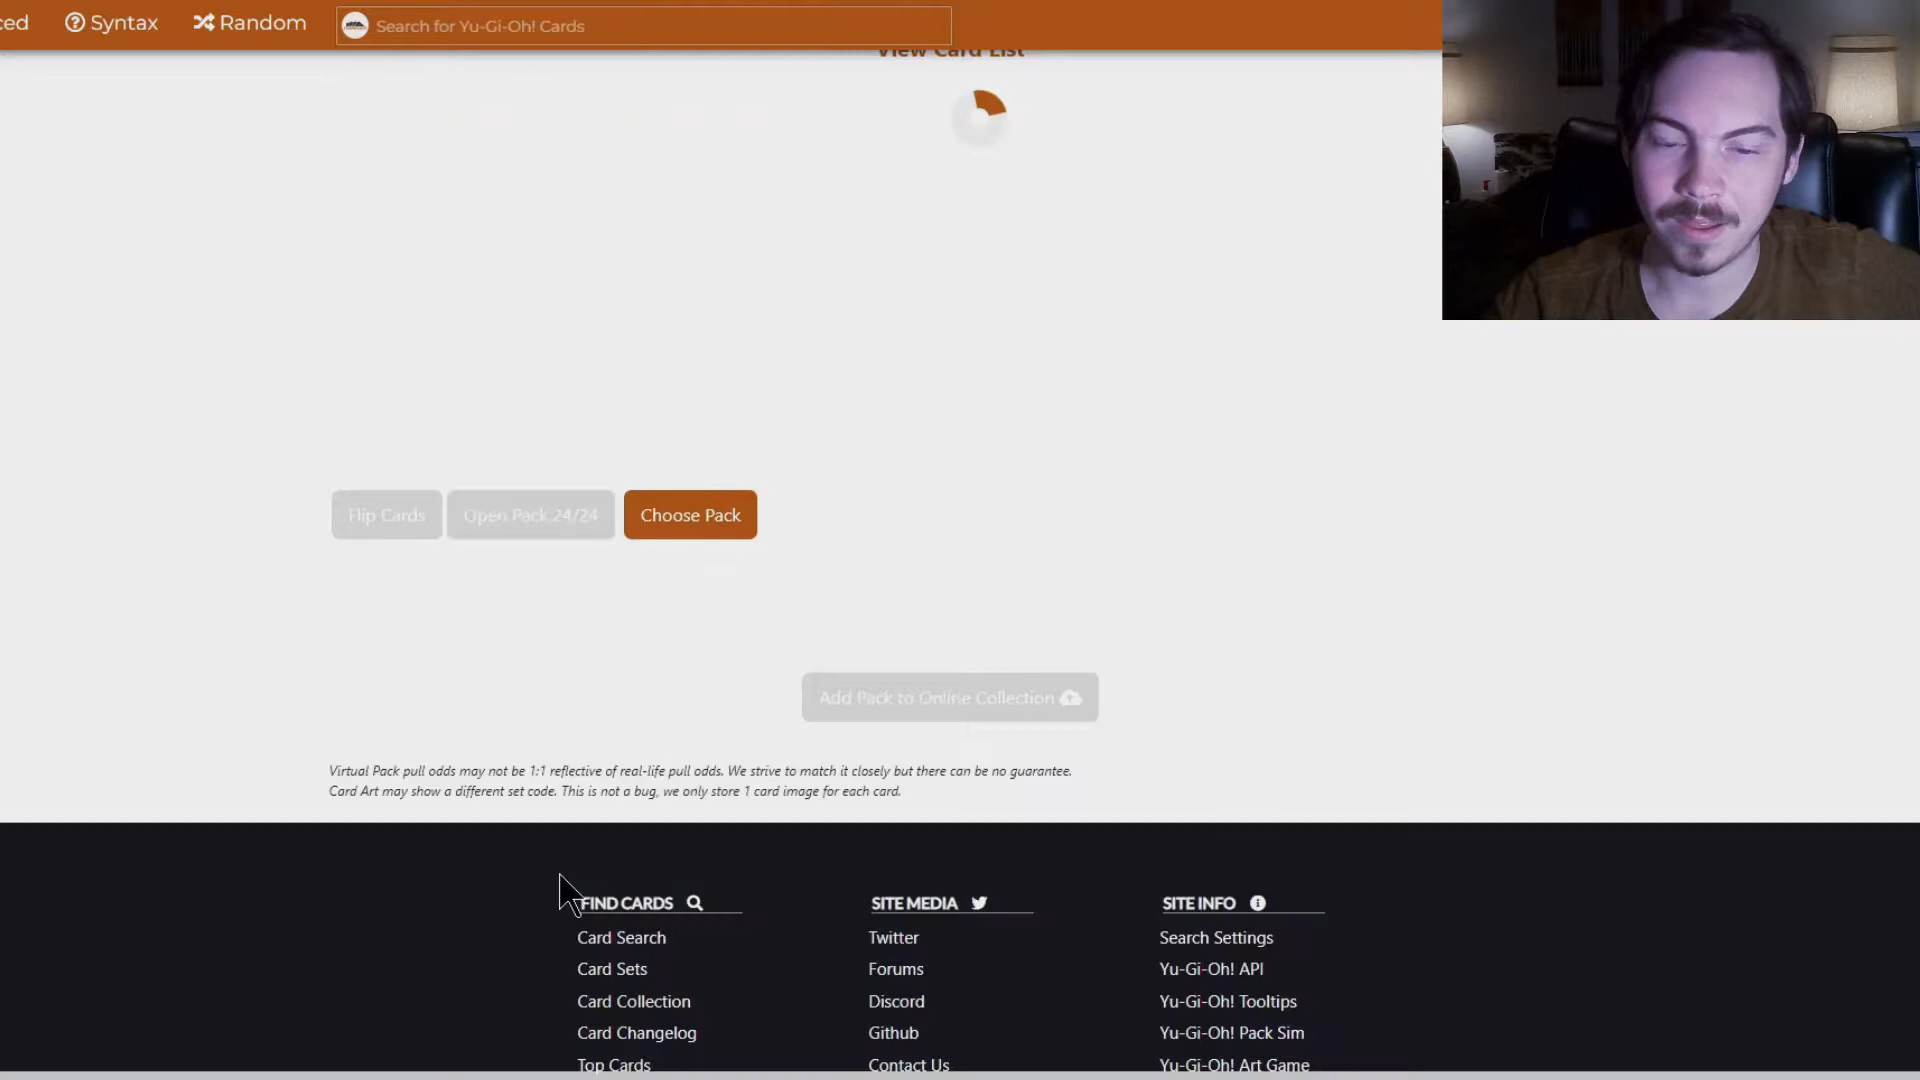 ced
Syntax
Random
Search for Yu-Gi-Oh! Cards
View Card List
Flip Cards
Open Pack 24/24
Choose Pack
Add Pack to Online Collection
Virtual Pack pull odds may not be 1:1 reflective of real-life pull odds. We strive to match it closely but there can be no guarantee.
Card Art may show a different set code. This is not a bug, we only store 1 card image for each card.
FIND CARDS
Card Search
Card Sets
Card Collection
Card Changelog
Top Cards
SITE MEDIA
Twitter
Forums
Discord
Github
Contact Us
SITE INFO
Search Settings
Yu-Gi-Oh! API
Yu-Gi-Oh! Tooltips
Yu-Gi-Oh! Pack Sim
Yu-Gi-Oh! Art Game